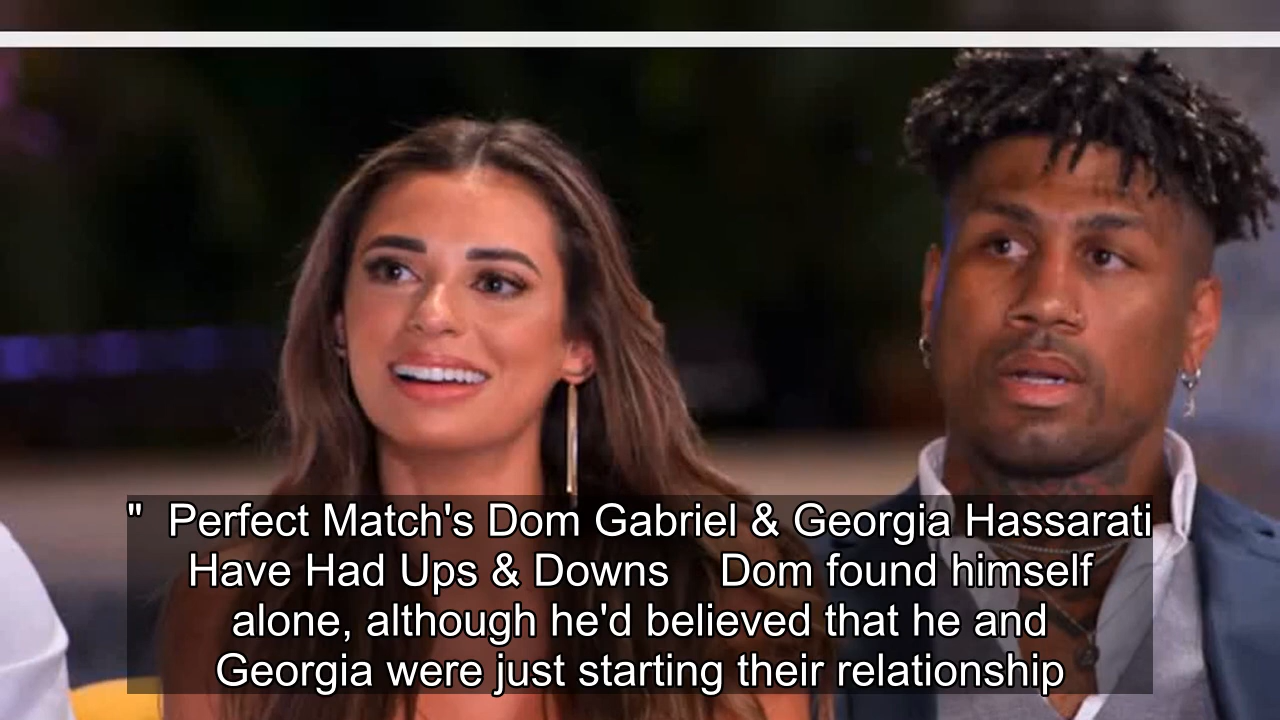 "  Perfect Match's Dom Gabriel & Georgia Hassarati
Have Had Ups & Downs    Dom found himself
alone, although he'd believed that he and
Georgia were just starting their relationship